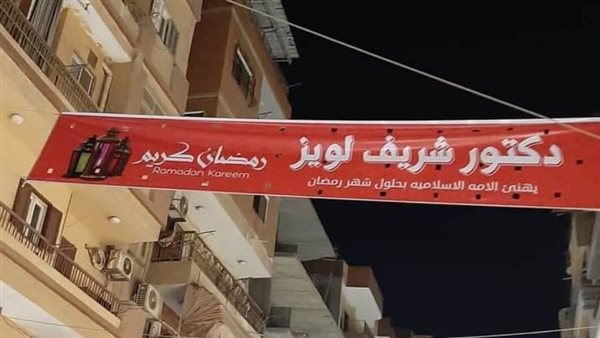 دكتور شريف لويز
يهنئ الامه الاسلاميه بحلول شهر رمضان
رمضان كريم
Ramadan Kareem